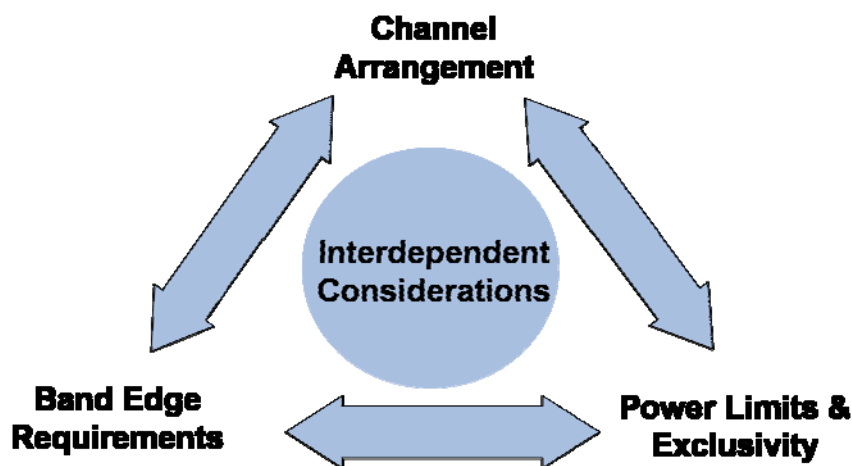 Channel
Arrangement
Interdependent
Considerations
Band Edge
Requirements
Power Limits &
Exclusivity